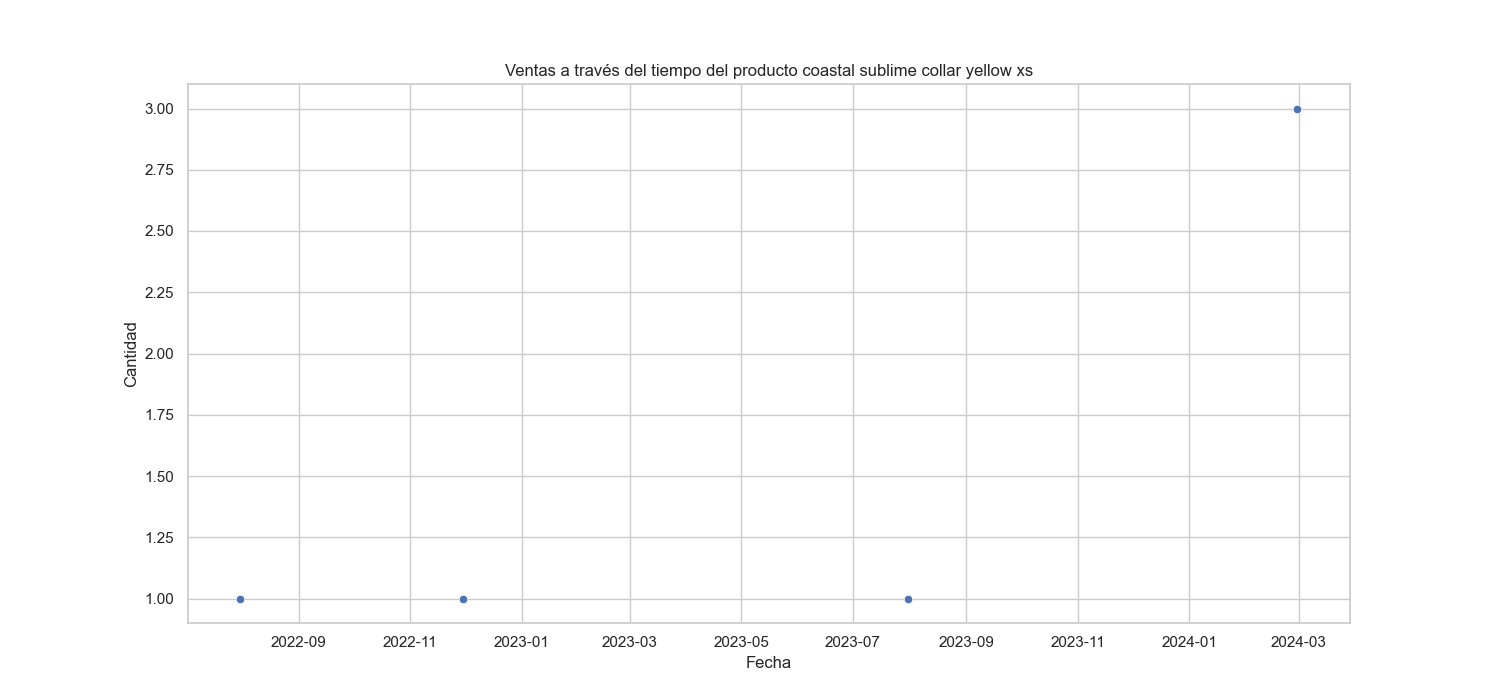 Ventas a través del tiempo del producto coastal sublime collar yellow xs
3.00
2.75
2.50
2.25
2.00
1.75
1.50
1.25
1.00
Cantidad
2022-09 2022-11 2023-01 2023-03 2023-05 2023-07 2023-09 2023-11 2024-01 2024-03
Fecha